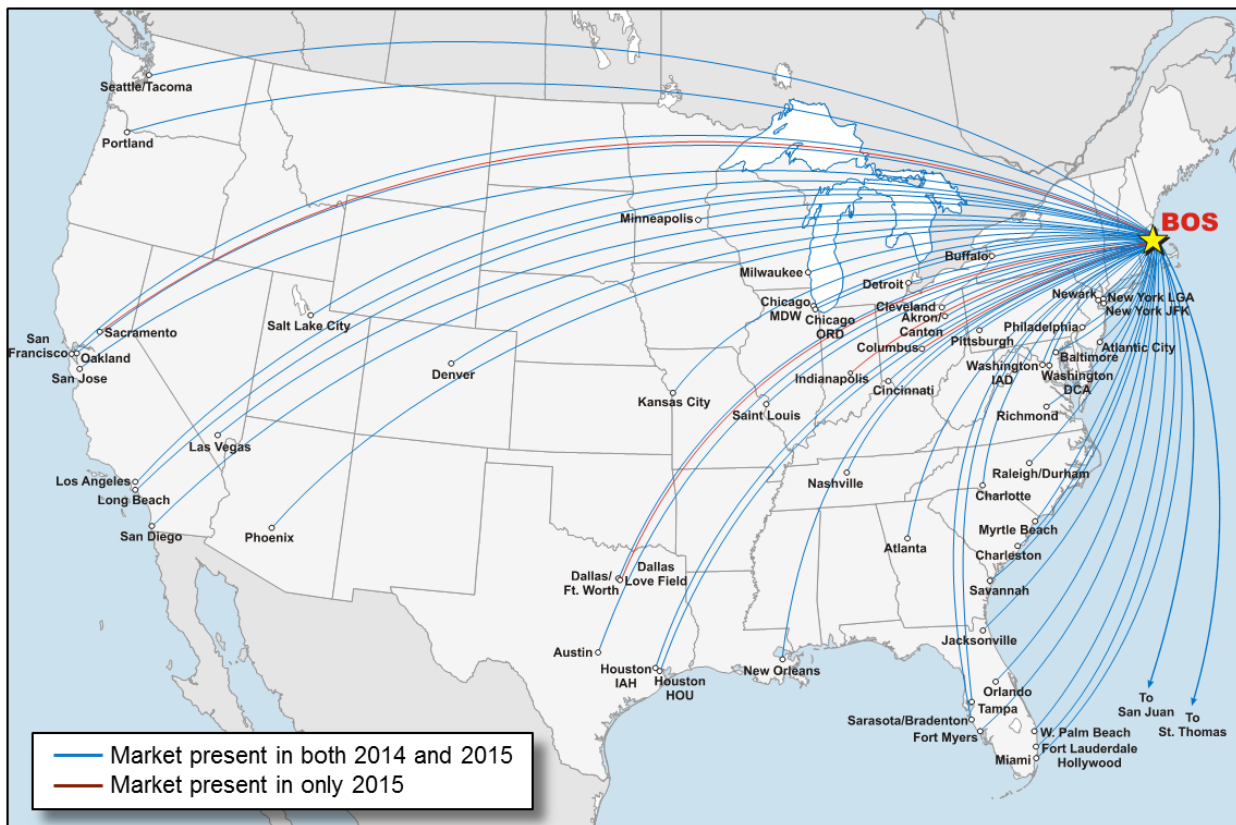 Seattle/Tacoma
Portland
Minneapolis
BOS
Buffalo
Milwaukee
Detroit
Chicago
MDW
Chicago
ORD
Cleveland
Akron/
Canton
Columbus
Newark
New York LGA
New York JFK
Philadelphia
Pittsburgh
Atlantic City
Baltimore
Washington
IAD
Washington
DCA
Sacramento
San
Francisco
Oakland
San Jose
Salt Lake City
Denver
Kansas City
Saint Louis
Indianapolis
Cincinnati
Richmond
Las Vegas
Los Angeles
Long Beach
San Diego
Phoenix
Nashville
Raleigh/Durham
Charlotte
Myrtle Beach
Atlanta
Charleston
Savannah
Dallas/
Ft. Worth
Dallas
Love Field
Jacksonville
Austin
Houston
IAH
Houston
HOU
New Orleans
Orlando
Tampa
Sarasota/Bradenton
Fort Myers
W. Palm Beach
Fort Lauderdale
Hollywood
Miami
To
San Juan
To
St. Thomas
Market present in both 2014 and 2015
Market present in only 2015